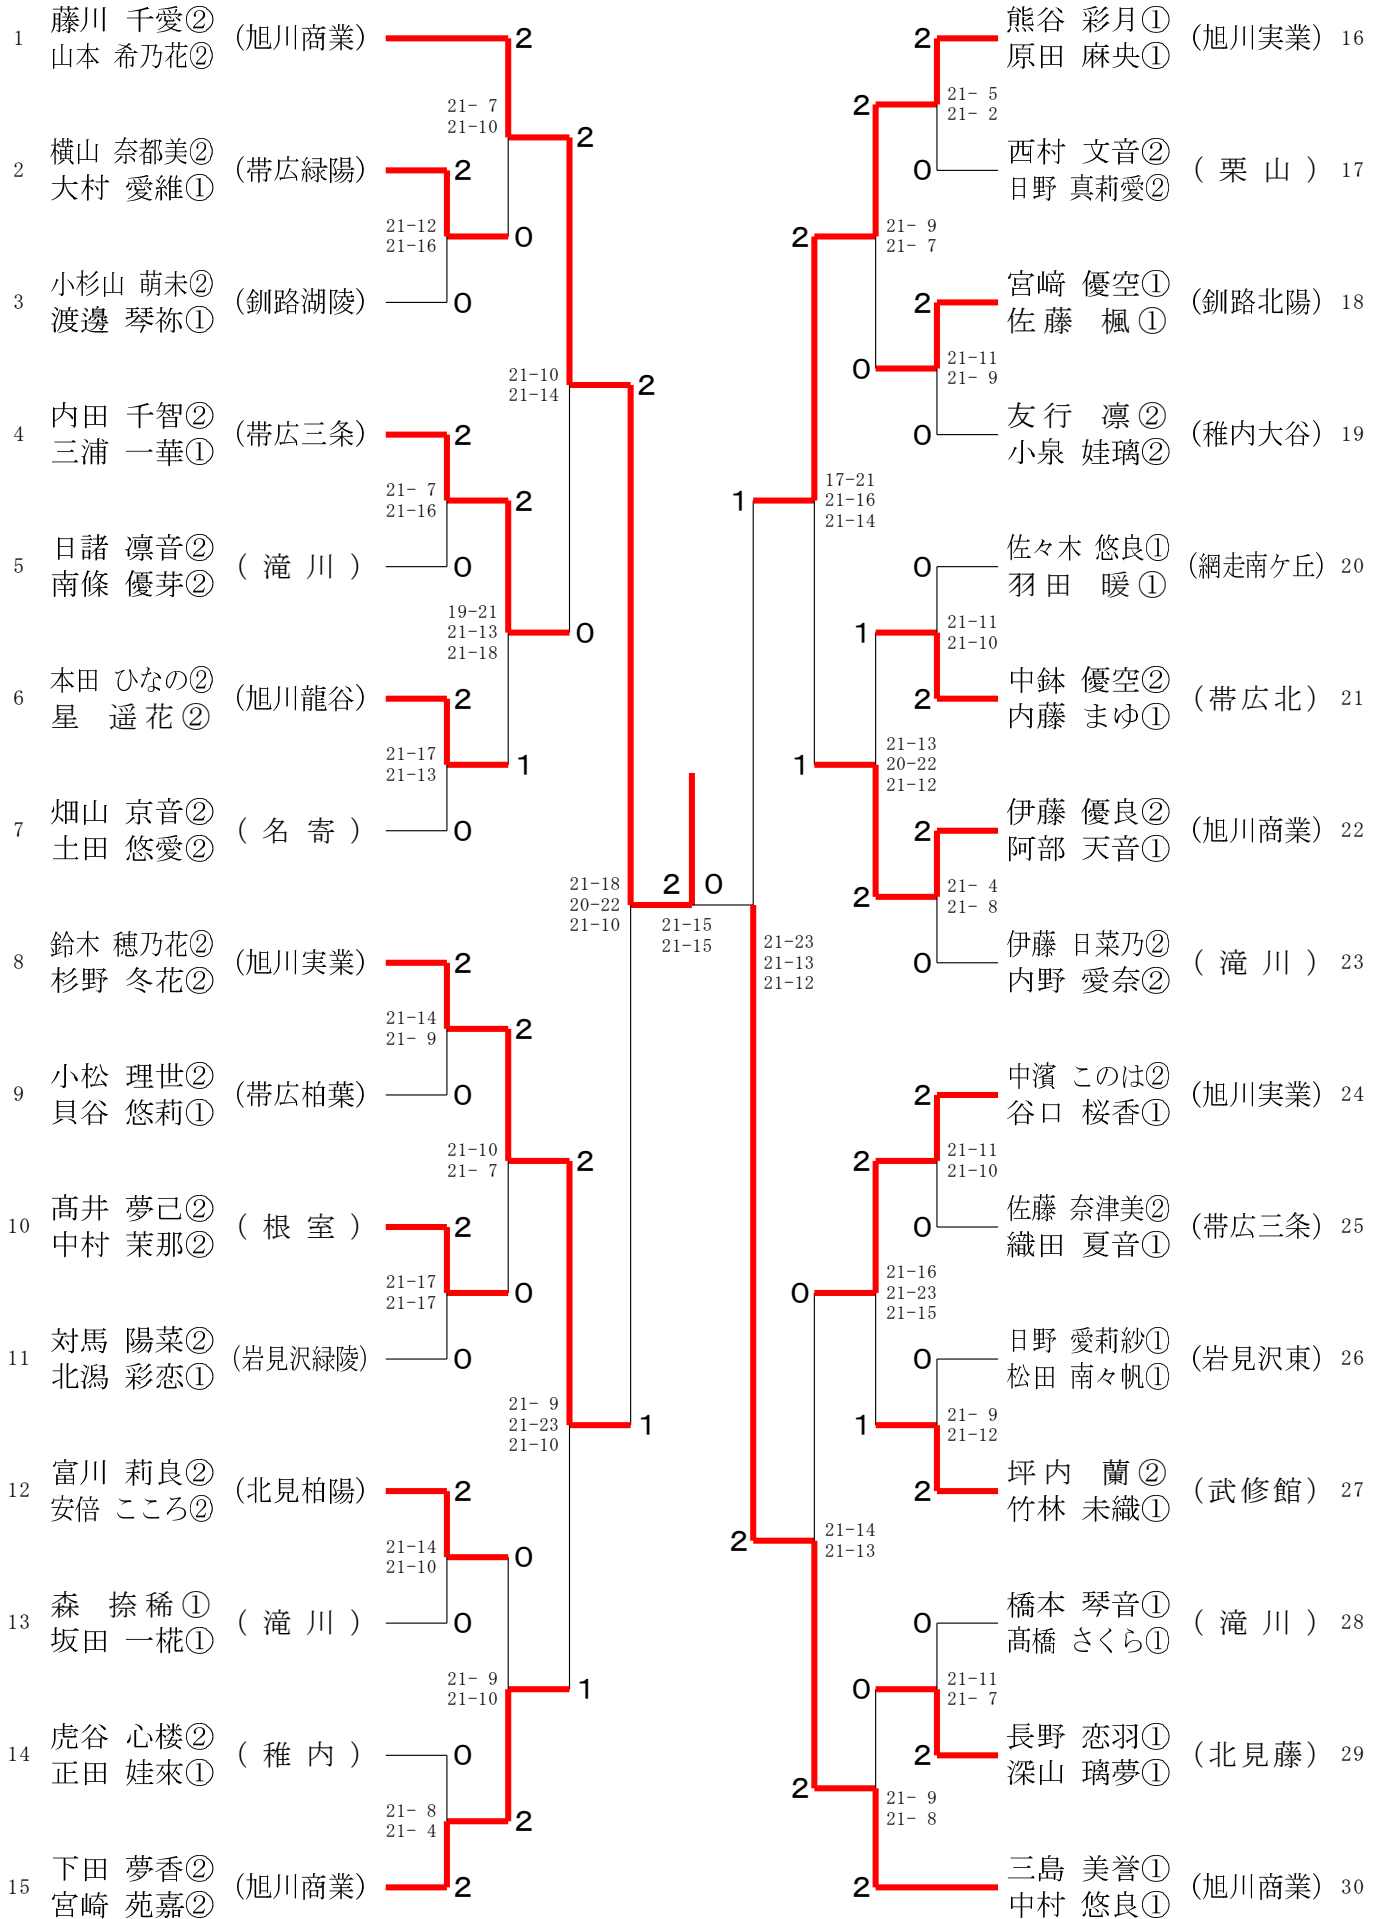 1 藤川 千愛② (旭川商業)
山本 希乃花②
2 横山 奈都美② (帯広緑陽)
大村 愛維①
3 小杉山 萌未② (釧路湖陵)
渡邊 琴祢①
4 内田 千智② (帯広三条)
三浦 一華①
5 日諸 凛音② (滝川)
南條 優芽②
6 本田 ひなの② (旭川龍谷)
星 遥花②
7 畑山 京音② (名寄)
土田 悠愛②
8 鈴木 穂乃花② (旭川実業)
杉野 冬花②
9 小松 理世② (帯広柏葉)
貝谷 悠莉①
10 髙井 夢己② (根室)
中村 茉那②
11 対馬 陽菜② (岩見沢緑陵)
北潟 彩恋①
12 富川 莉良② (北見柏陽)
安倍 こころ②
13 森 捺稀① (滝川)
坂田 一椛①
14 虎谷 心楼② (稚内)
正田 娃來①
15 下田 夢香② (旭川商業)
宮崎 苑嘉②
2
21- 7
21-10
2
2
21-12
21-16
0
0
21-10
21-14
2
2
21- 7
21-16
2
0
19-21
21-13
21-18
0
2
21-17
21-13
1
0
21-18
20-22
21-10
2
21-14
21- 9
2
0
21-10
21- 7
2
2
21-17
21-17
0
0
21- 9
21-23
21-10
1
2
21-14
21-10
0
0
21- 9
21-10
1
0
21- 8
21- 4
2
2
2 0
21-15
21-15
熊谷 彩月① (旭川実業) 16
原田 麻央①
西村 文音② (栗山) 17
日野 真莉愛②
宮﨑 優空① (釧路北陽) 18
佐藤 楓①
友行 凛② (稚内大谷) 19
小泉 娃璃②
佐々木 悠良① (網走南ケ丘) 20
羽田 暖①
中鉢 優空② (帯広北) 21
内藤 まゆ①
伊藤 優良② (旭川商業) 22
阿部 天音①
伊藤 日菜乃② (滝川) 23
内野 愛奈②
中濱 このは② (旭川実業) 24
谷口 桜香①
佐藤 奈津美② (帯広三条) 25
織田 夏音①
日野 愛莉紗① (岩見沢東) 26
松田 南々帆①
坪内 蘭② (武修館) 27
竹林 未織①
橋本 琴音① (滝川) 28
髙橋 さくら①
長野 恋羽① (北見藤) 29
深山 璃夢①
三島 美誉① (旭川商業) 30
中村 悠良①
2
2
21- 5
21- 2
0
2
21- 9
21- 7
2
0
21-11
21- 9
0
1
17-21
21-16
21-14
0
1
21-11
21-10
2
1
21-13
20-22
21-12
2
2
21- 4
21- 8
0
21-23
21-13
21-12
2
2
21-11
21-10
0
0
21-16
21-23
21-15
0
1
21- 9
21-12
2
2
21-14
21-13
0
0
21-11
21- 7
2
2
21- 9
21- 8
2